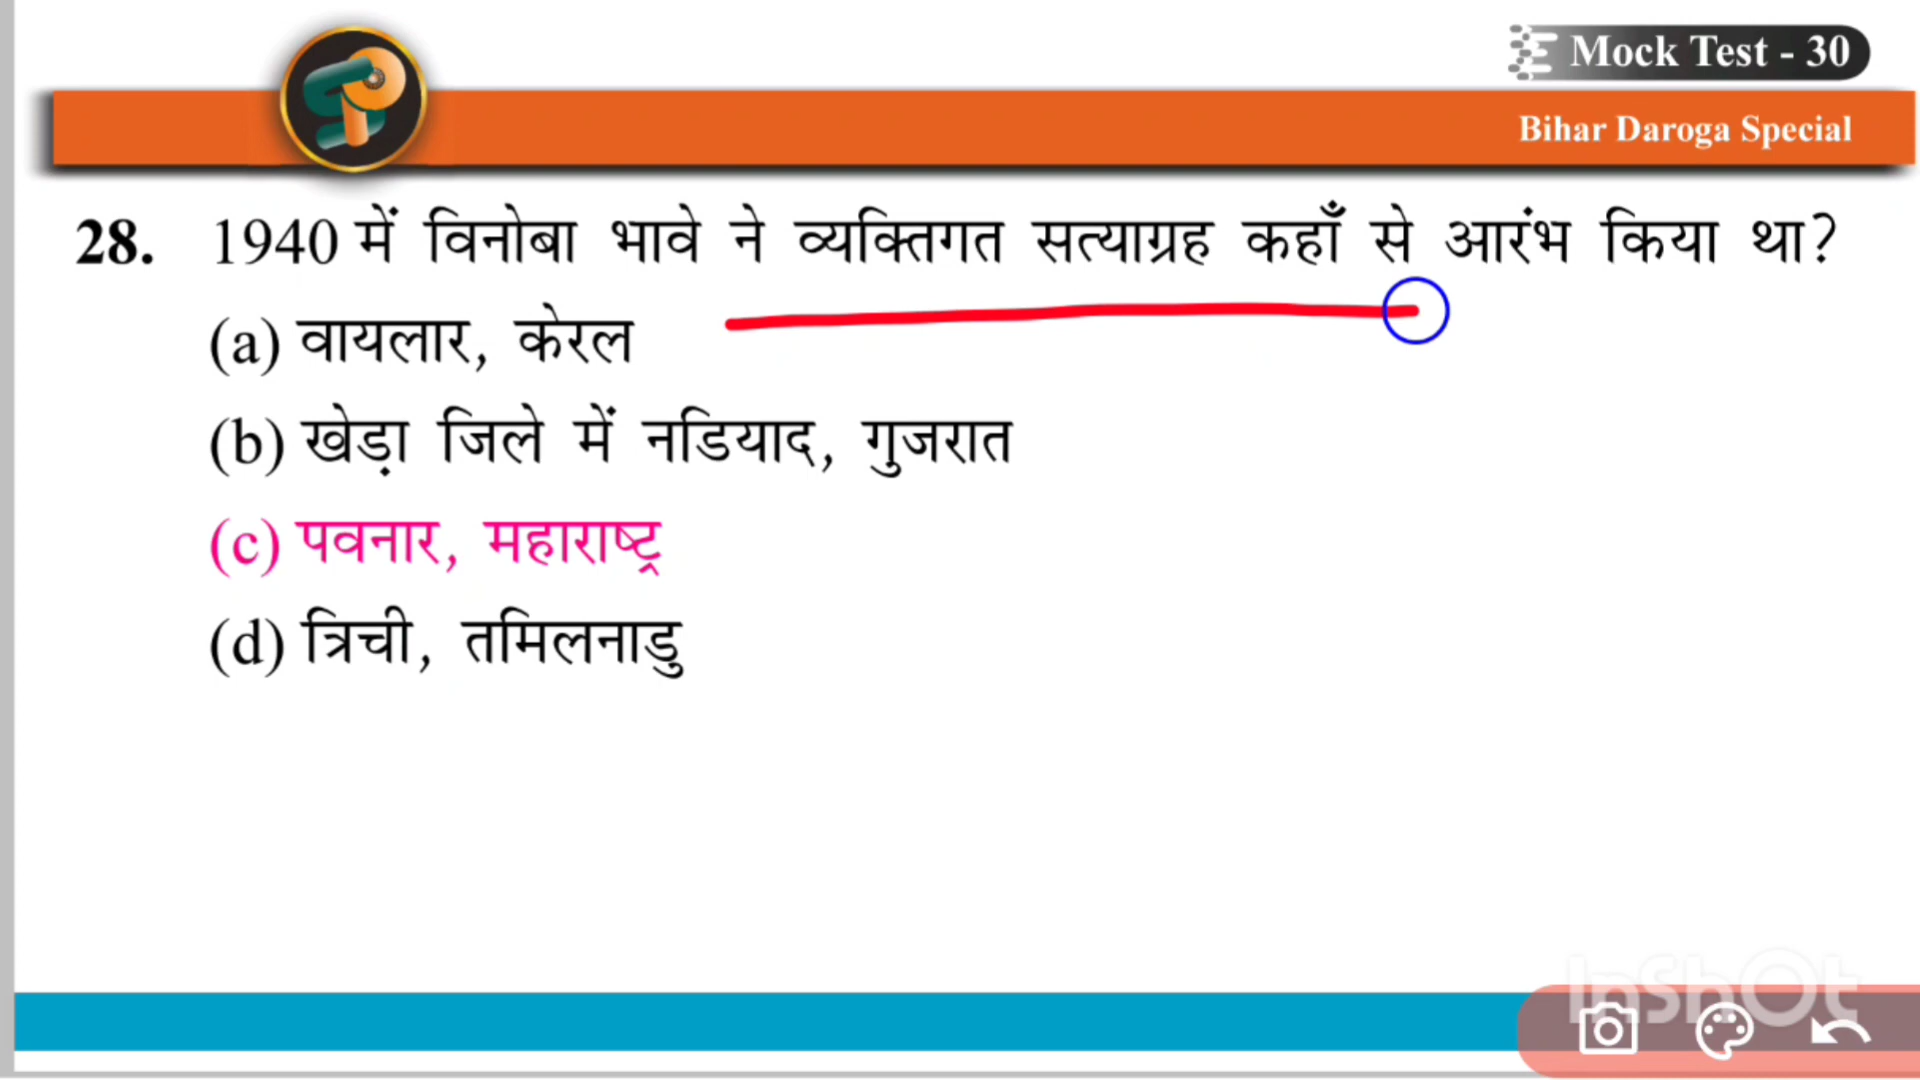 Mock Test - 30
Bihar Daroga Special
28. 1940 में विनोबा भावे ने व्यक्तिगत सत्याग्रह कहाँ से आरंभ किया था?
(a) वायलार, केरल
(b) खेड़ा जिले में नडियाद, गुजरात
(c) पवनार, महाराष्ट्र
(d) त्रिची, तमिलनाडु
InShOt